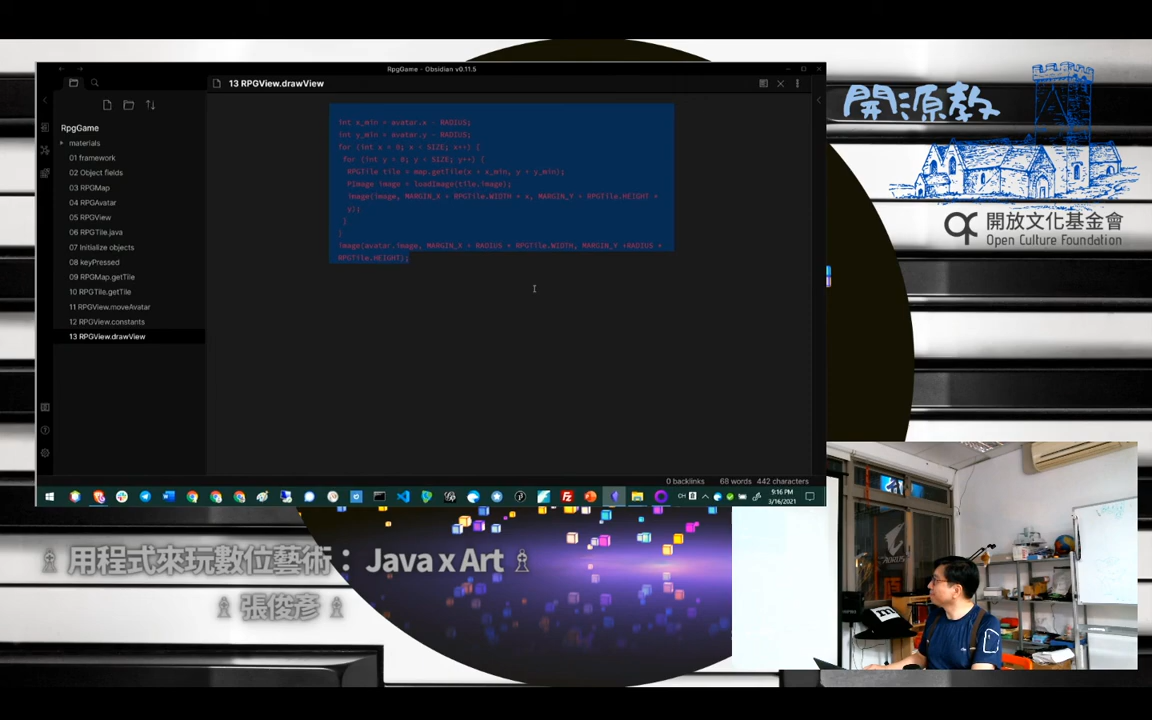 RpgGame - Obsidian v0.11.5
13 RPGView.drawView
RpgGame
materials
01 framework
02 Object fields
03 RPGMap
04 RPGAvatar
05 RPGView
06 RPGTile.java
07 Initialize objects
08 keyPressed
09 RPGMap.getTile
10 RPGTile.getTile
11 RPGView.moveAvatar
12 RPGView.constants
13 RPGView.drawView
int x_min = avatar.x - RADIUS;
int y_min = avatar.y - RADIUS;
for (int x = 0; x < SIZE; x++) {
for (int y = 0; y < SIZE; y++) {
RPGTile tile = map.getTile(x + x_min, y + y_min);
PImage image = loadImage(tile.image);
image(image, MARGIN_X + RPGTile.WIDTH * x, MARGIN_Y + RPGTile.HEIGHT *
y);
}
}
image(avatar.image, MARGIN_X + RADIUS * RPGTile.WIDTH, MARGIN_Y +RADIUS *
RPGTile.HEIGHT);
0 backlinks 68 words 442 characters
CH
9:16 PM
3/16/2021
開源教
開放文化基金會
Open Culture Foundation
用程式來玩數位藝術： Java x Art
張俊彥